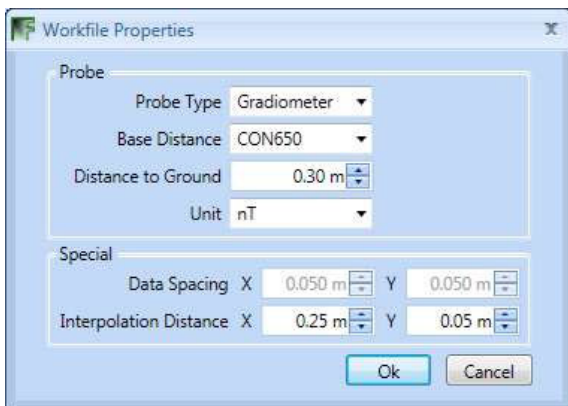 Workfile Properties
Probe
Probe Type Gradiometer
Base Distance CON650
Distance to Ground 0.30 m
Unit nT
Special
Data Spacing X 0.050 m Y 0.050 m
Interpolation Distance X 0.25 m Y 0.05 m
Ok Cancel